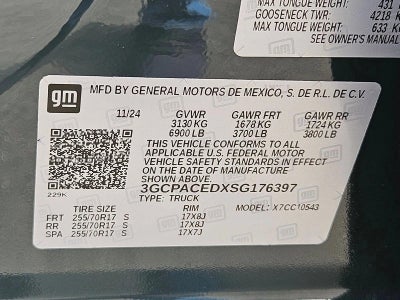 MAX TONGUE WEIGHT: 431
GOOSENECK TWR: 4218 K
MAX TONGUE WEIGHT: 633
SEE OWNER'S MANUAL
gm
MFD BY GENERAL MOTORS DE MEXICO, S. DE R.L. DE C.V.
11/24 GVWR GAWR FRT GAWR RR
3130 KG 1678 KG 1724 KG
6900 LB 3700 LB 3800 LB
THIS VEHICLE CONFORMS TO ALL
APPLICABLE U.S. FEDERAL MOTOR
VEHICLE SAFETY STANDARDS IN EFFECT
ON THE DATE OF MANUFACTURE
SHOWN ABOVE.
3GCPACEDXSG176397
229K TYPE: TRUCK MODEL: X7CC10543
TIRE SIZE RIM
FRT 255/70R17 S 17X8J
RR 255/70R17 S 17X8J
SPA 255/70R17 S 17X7J